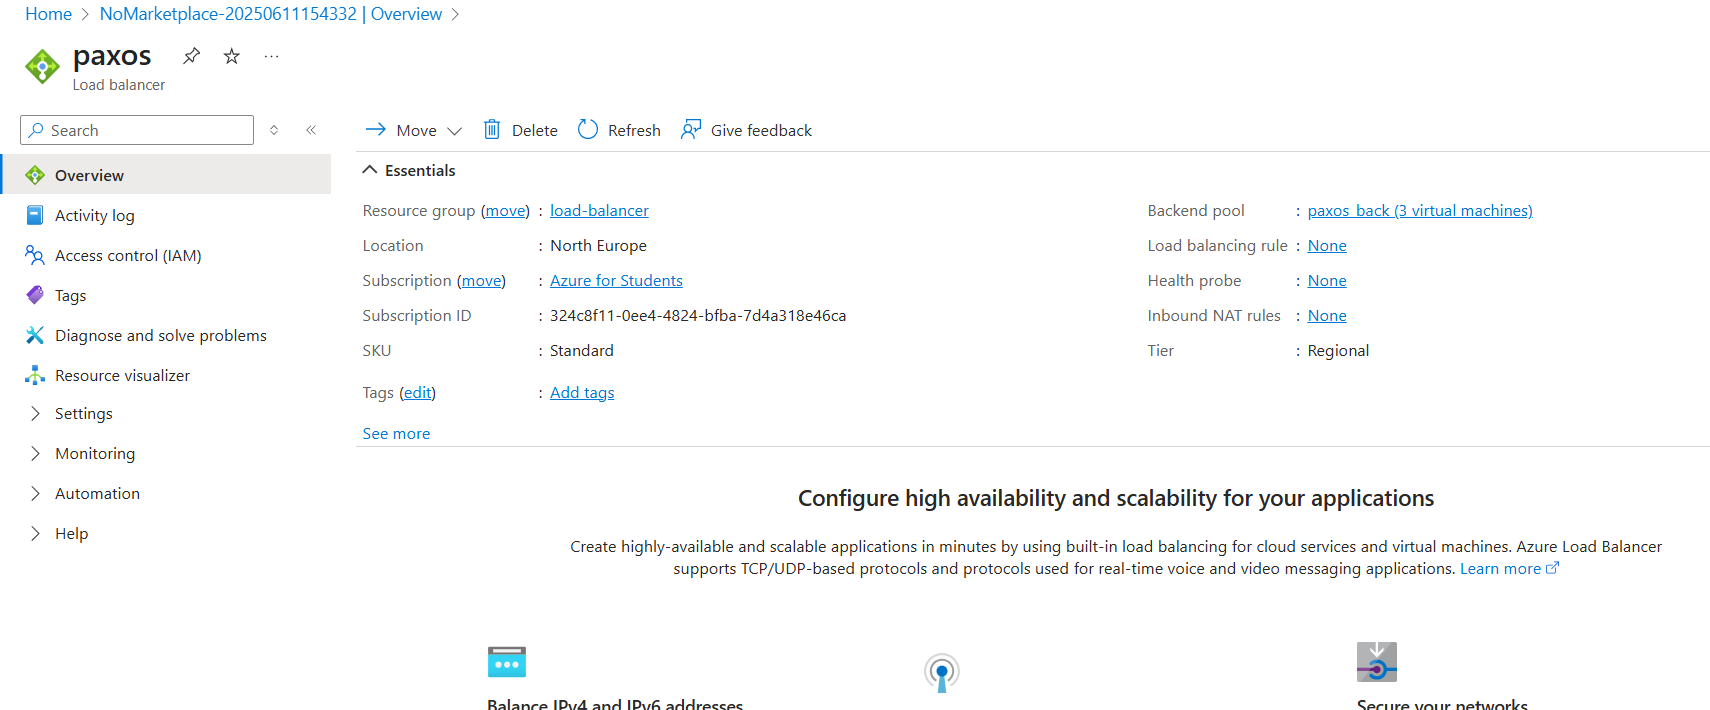 Home > NoMarketplace-20250611154332 | Overview >
paxos
Load balancer
Search
Overview
Activity log
Access control (IAM)
Tags
Diagnose and solve problems
Resource visualizer
Settings
Monitoring
Automation
Help
Move
Delete
Refresh
Give feedback
Essentials
Resource group (move) : load-balancer
Location : North Europe
Subscription (move) : Azure for Students
Subscription ID : 324c8f11-0ee4-4824-bfba-7d4a318e46ca
SKU : Standard
Tags (edit) : Add tags
See more
Backend pool : paxos_back (3 virtual machines)
Load balancing rule : None
Health probe : None
Inbound NAT rules : None
Tier : Regional
Configure high availability and scalability for your applications
Create highly-available and scalable applications in minutes by using built-in load balancing for cloud services and virtual machines. Azure Load Balancer
supports TCP/UDP-based protocols and protocols used for real-time voice and video messaging applications. Learn more
Balance IPv4 and IPv6 addresses
Secure your networks